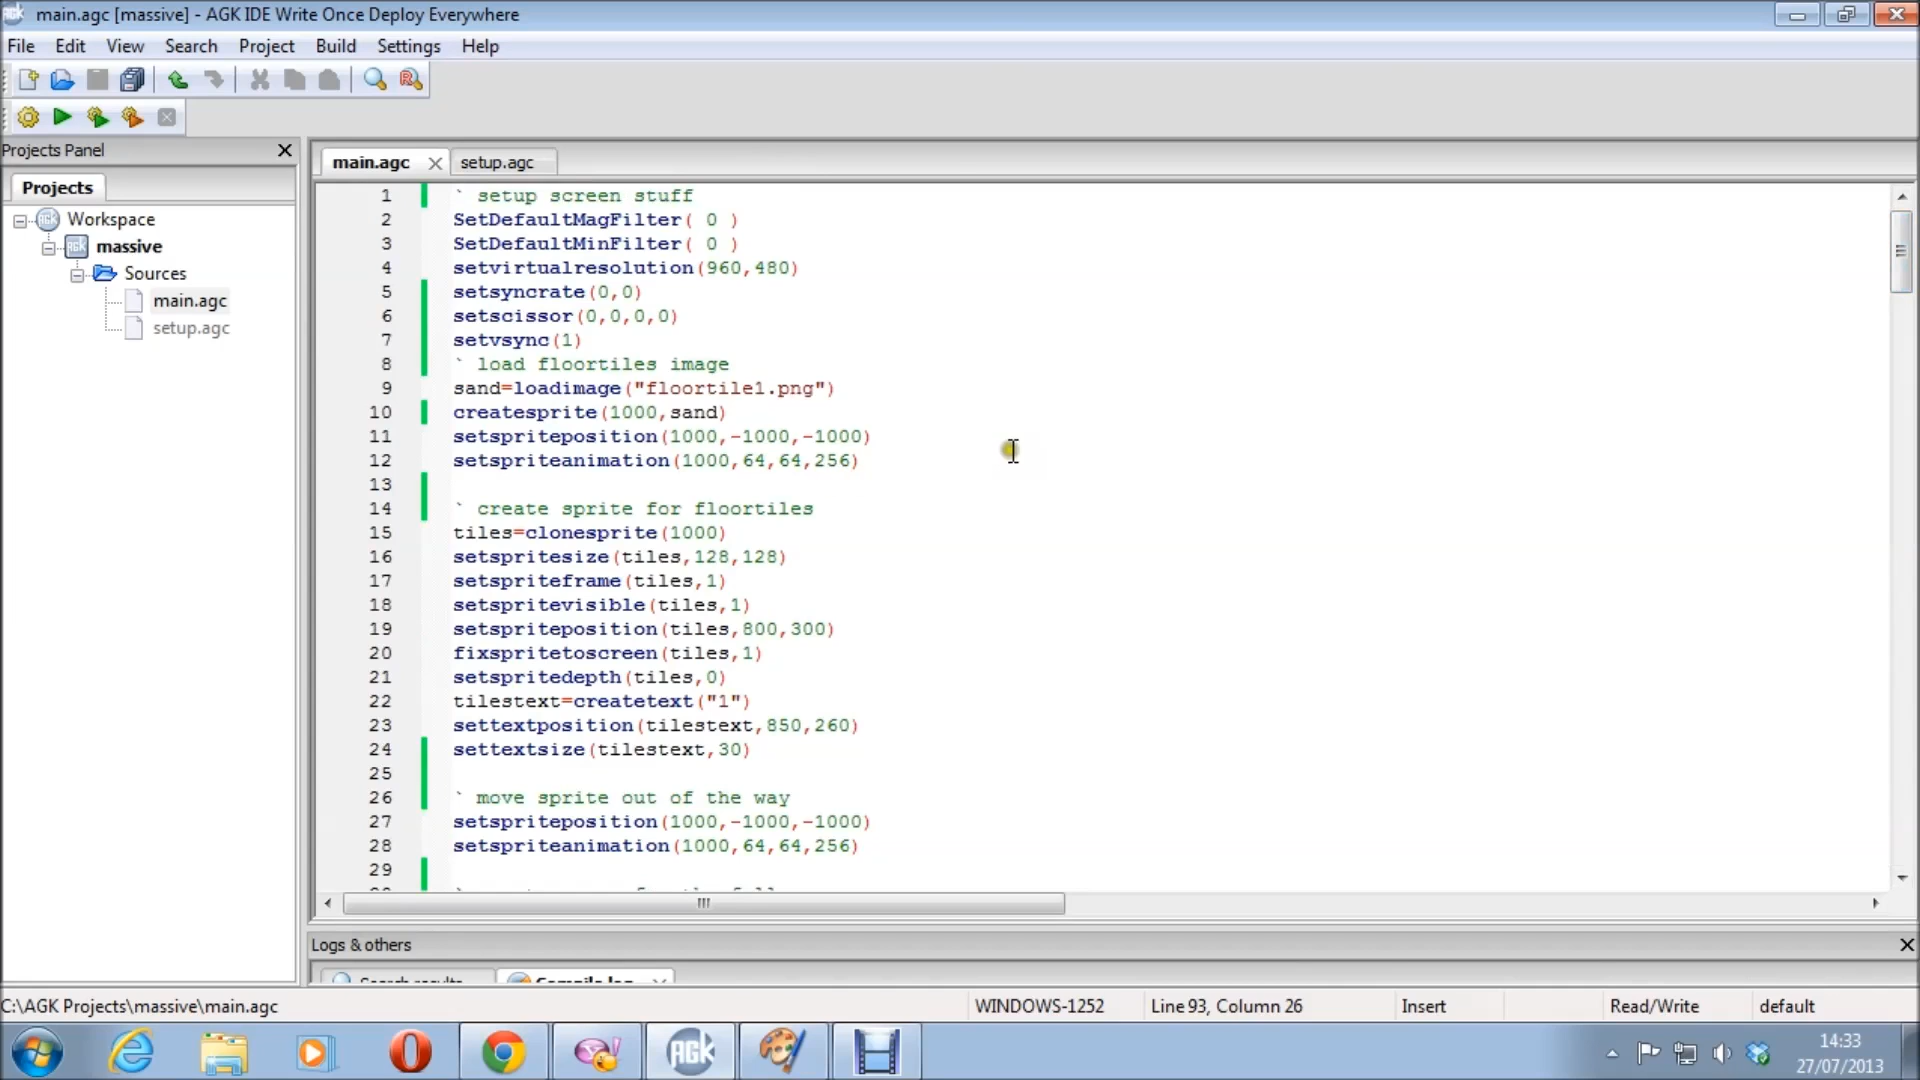 main.agc [massive] - AGK IDE Write Once Deploy Everywhere
File Edit View Search Project Build Settings Help
Projects Panel
Projects
Workspace
massive
Sources
main.agc
setup.agc
main.agc setup.agc
1 ` setup screen stuff
2 SetDefaultMagFilter( 0 )
3 SetDefaultMinFilter( 0 )
4 setvirtualresolution(960,480)
5 setsyncrate(0,0)
6 setscissor(0,0,0,0)
7 setvsync(1)
8 ` load floortiles image
9 sand=loadimage("floortile1.png")
10 createsprite(1000,sand)
11 setspriteposition(1000,-1000,-1000)
12 setspriteanimation(1000,64,64,256)
13
14 ` create sprite for floortiles
15 tiles=clonesprite(1000)
16 setspritesize(tiles,128,128)
17 setspriteframe(tiles,1)
18 setspritevisible(tiles,1)
19 setspriteposition(tiles,800,300)
20 fixspritetoscreen(tiles,1)
21 setspritedepth(tiles,0)
22 tilestext=createtext("1")
23 settextposition(tilestext,850,260)
24 settextsize(tilestext,30)
25
26 ` move sprite out of the way
27 setspriteposition(1000,-1000,-1000)
28 setspriteanimation(1000,64,64,256)
29
Logs & others
Search results Compile log
C:\AGK Projects\massive\main.agc WINDOWS-1252 Line 93, Column 26 Insert Read/Write default
AGK
14:33
27/07/2013